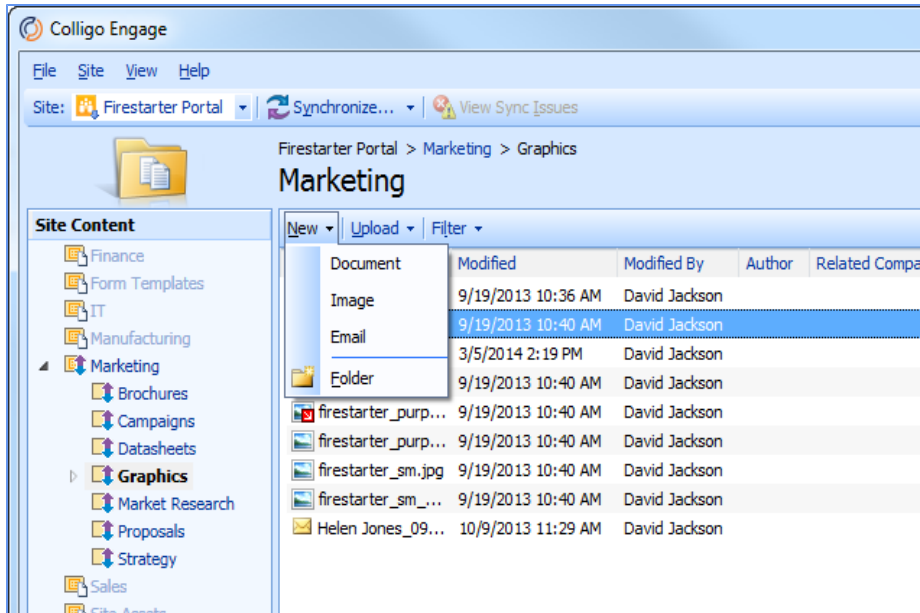 Colligo Engage
File Site View Help
Site: Firestarter Portal Synchronize... View Sync Issues
Firestarter Portal > Marketing > Graphics
Marketing
Site Content
Finance
Form Templates
IT
Manufacturing
Marketing
Brochures
Campaigns
Datasheets
Graphics
Market Research
Proposals
Strategy
Sales
Site Assets
New Upload Filter
Document
Image
Email
Folder
Modified Modified By Author Related Compa
9/19/2013 10:36 AM David Jackson
9/19/2013 10:40 AM David Jackson
3/5/2014 2:19 PM David Jackson
9/19/2013 10:40 AM David Jackson
firestarter_purp... 9/19/2013 10:40 AM David Jackson
firestarter_purp... 9/19/2013 10:40 AM David Jackson
firestarter_sm.jpg 9/19/2013 10:40 AM David Jackson
firestarter_sm_... 9/19/2013 10:40 AM David Jackson
Helen Jones_09... 10/9/2013 11:29 AM David Jackson